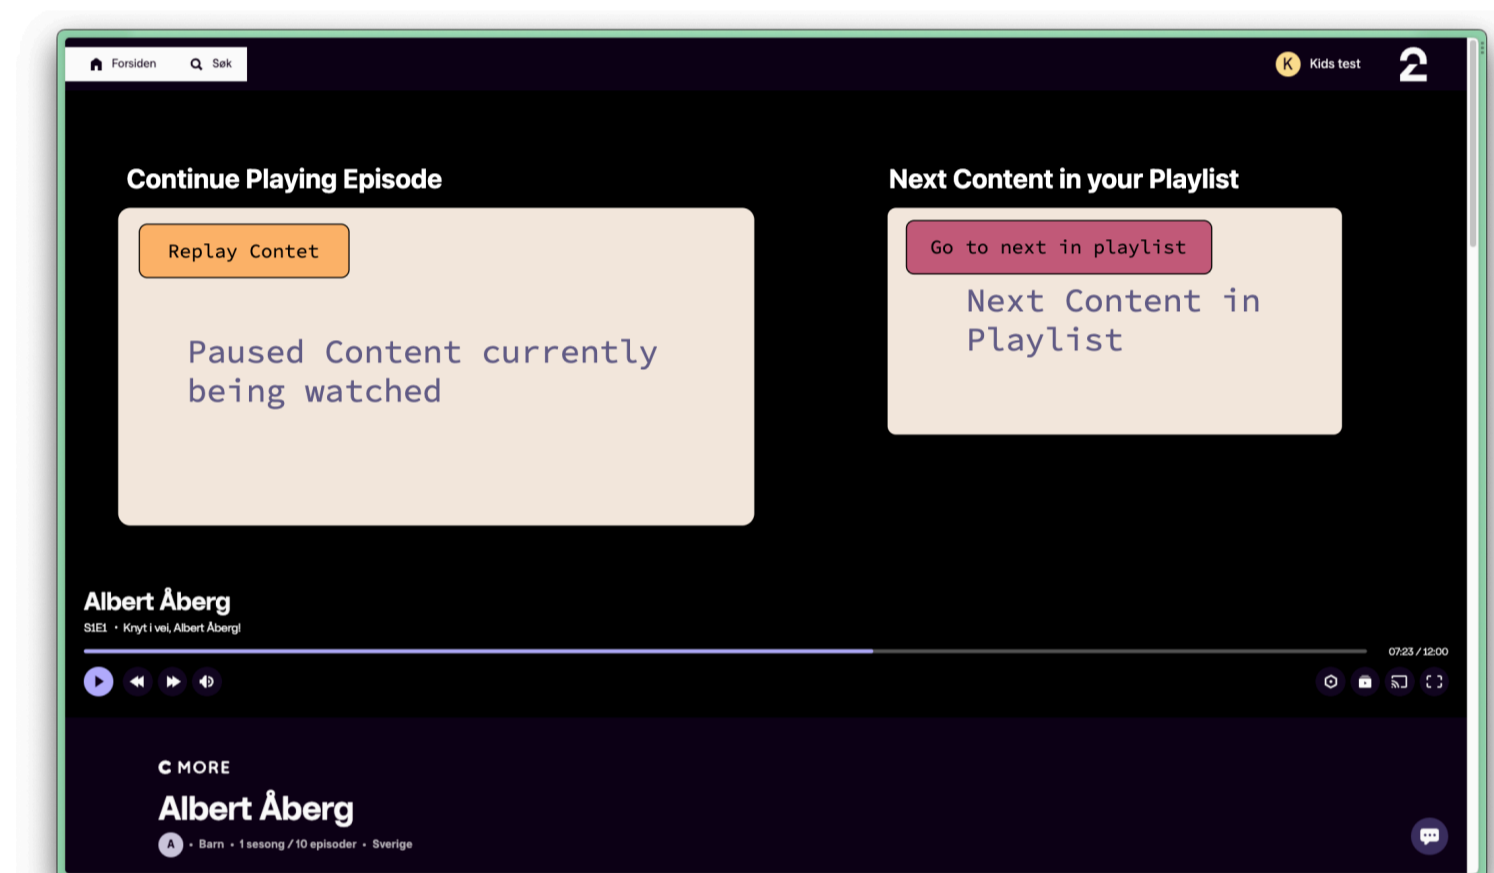 Forsiden Søk
K Kids test 2
Continue Playing Episode
Next Content in your Playlist
Replay Contet
Go to next in playlist
Paused Content currently
being watched
Next Content in
Playlist
Albert Åberg
S1E1 • Knyt i vei, Albert Åberg!
07:23 / 12:00
C MORE
Albert Åberg
A • Barn • 1 sesong / 10 episoder • Sverige